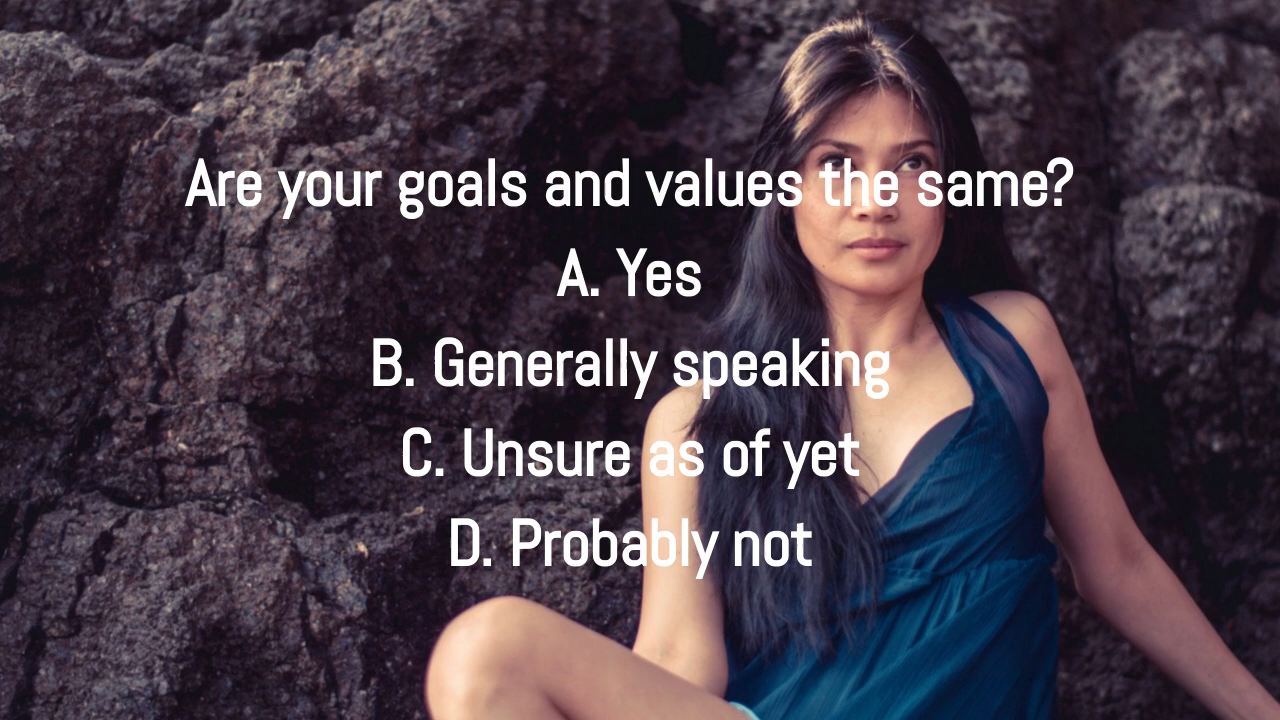 Are your goals and values the same?
A. Yes
B. Generally speaking
C. Unsure as of yet
D. Probably not